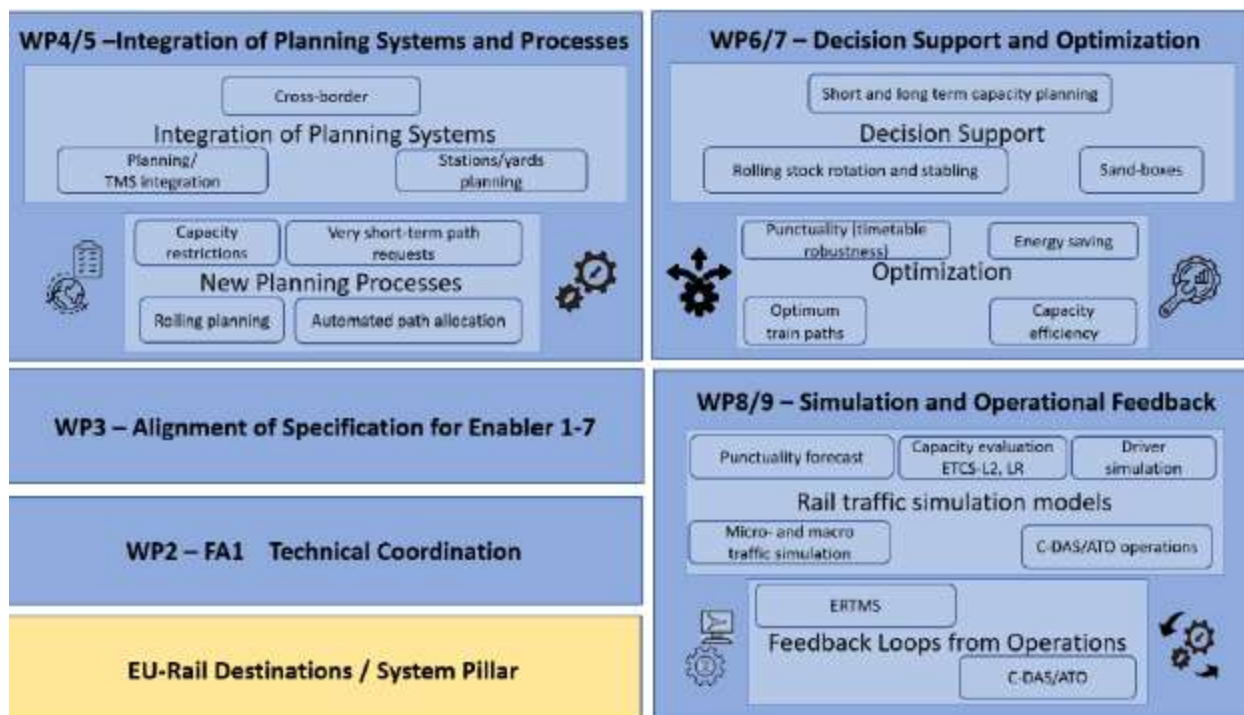 WP4/5 –Integration of Planning Systems and Processes
Cross-border
Integration of Planning Systems
Planning/
TMS integration
Stations/yards
planning
Capacity
restrictions
Very short-term path
requests
New Planning Processes
Rolling planning
Automated path allocation
WP3 – Alignment of Specification for Enabler 1-7
WP2 – FA1 Technical Coordination
EU-Rail Destinations / System Pillar
WP6/7 – Decision Support and Optimization
Short and long term capacity planning
Decision Support
Rolling stock rotation and stabling
Sand-boxes
Punctuality (timetable
robustness)
Energy saving
Optimization
Optimum
train paths
Capacity
efficiency
WP8/9 – Simulation and Operational Feedback
Punctuality forecast
Capacity evaluation
ETCS-L2, LR
Driver
simulation
Rail traffic simulation models
Micro- and macro
traffic simulation
C-DAS/ATO operations
ERTMS
Feedback Loops from Operations
C-DAS/ATO